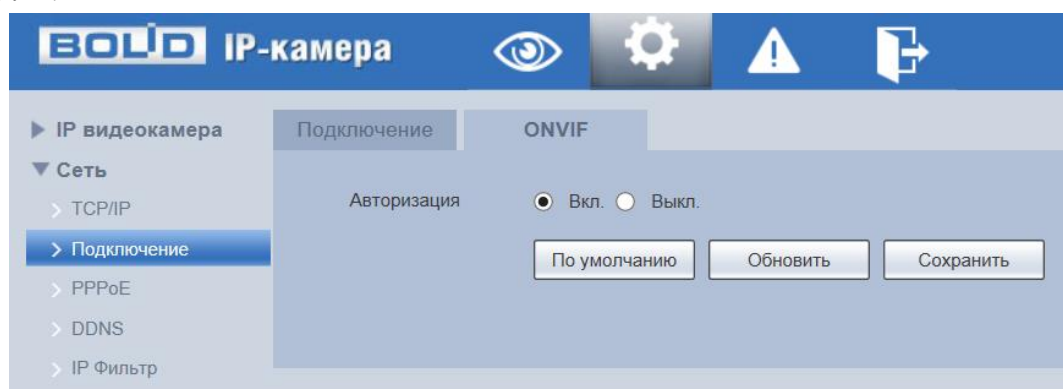 BOLID IP-камера
IP видеокамера
Сеть
TCP/IP
Подключение
PPPoE
DDNS
IP Фильтр
Подключение
ONVIF
Авторизация Вкл. Выкл.
По умолчанию Обновить Сохранить